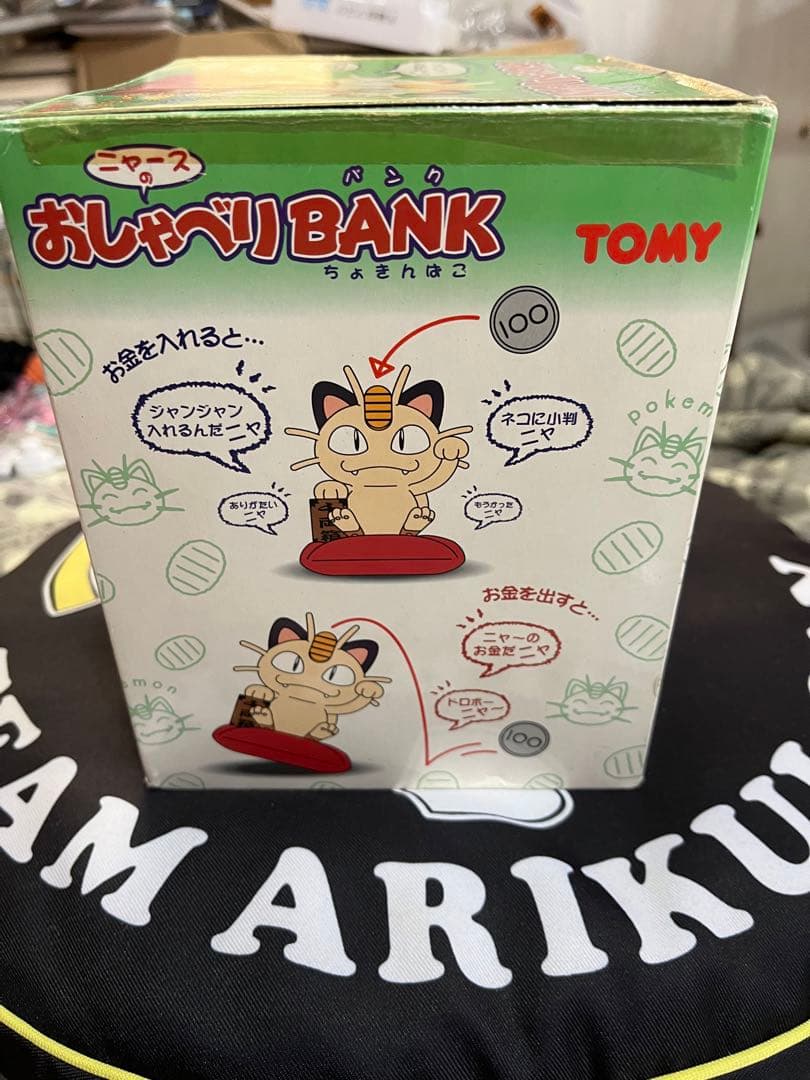 ニャース
の
バンク
おしゃべりBANK
ちょきんばこ
TOMY
お金を入れると…
100
ジャンジャン
入れるんだニャ
ネコに小判
ニャ
pokem
ありがたい
ニャ
もうかった
ニャ
千両箱
お金を出すと…
ニャ〜の
お金だニャ
ドロボー
ニャー
100
mon
EAM ARIKU